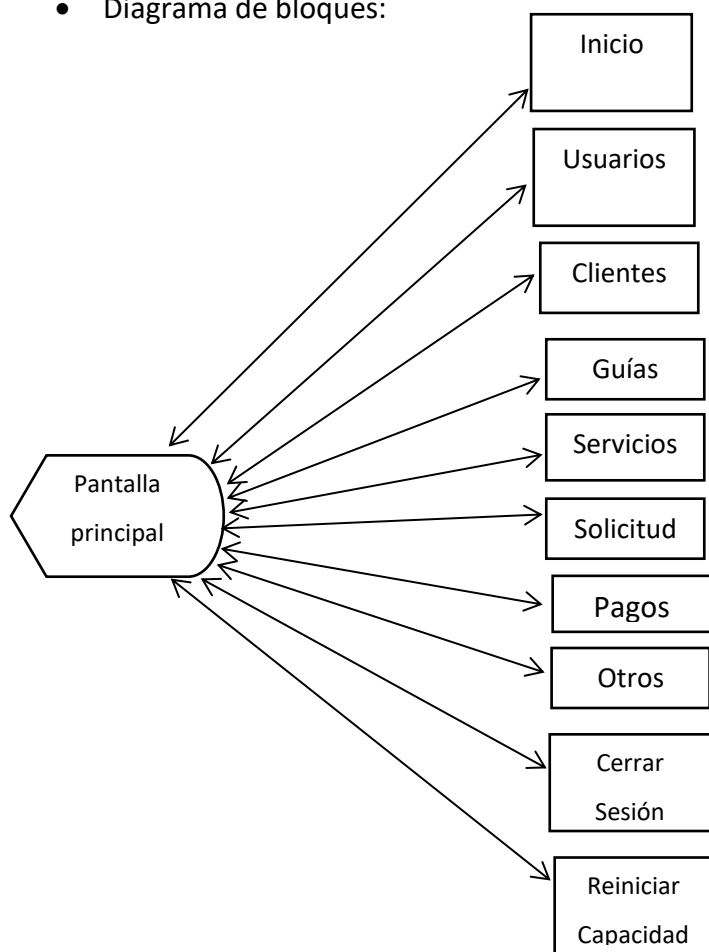 • Diagrama de bloques:
Inicio
Usuarios
Clientes
Guías
Servicios
Solicitud
Pantalla
principal
Pagos
Otros
Cerrar
Sesión
Reiniciar
Capacidad